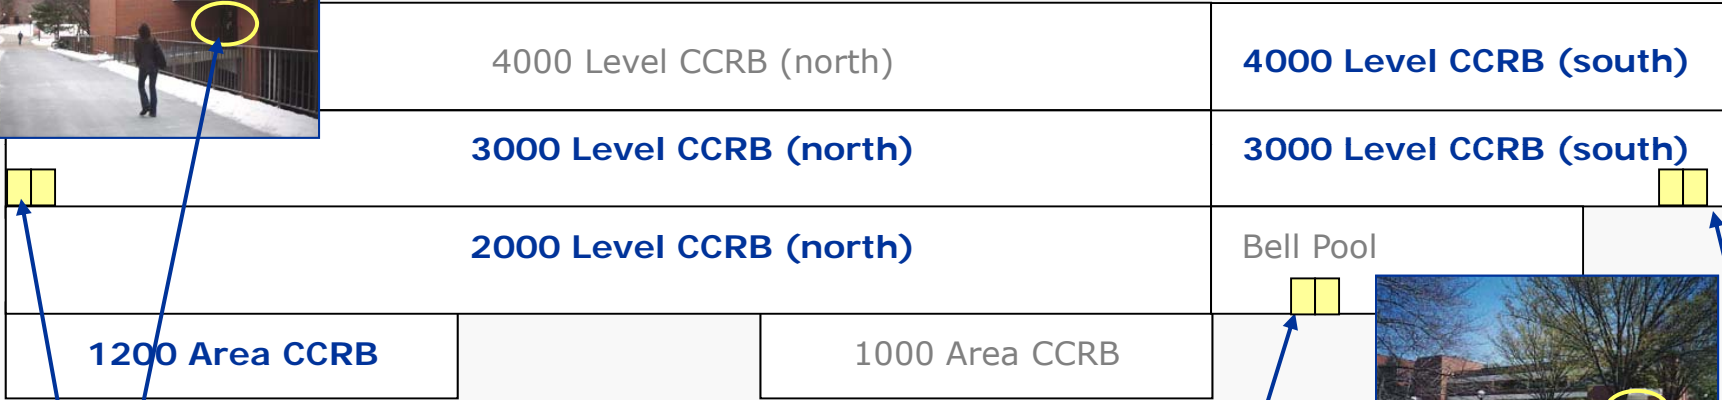 4000 Level CCRB (north)
4000 Level CCRB (south)
3000 Level CCRB (north)
3000 Level CCRB (south)
2000 Level CCRB (north)
Bell Pool
1200 Area CCRB
1000 Area CCRB